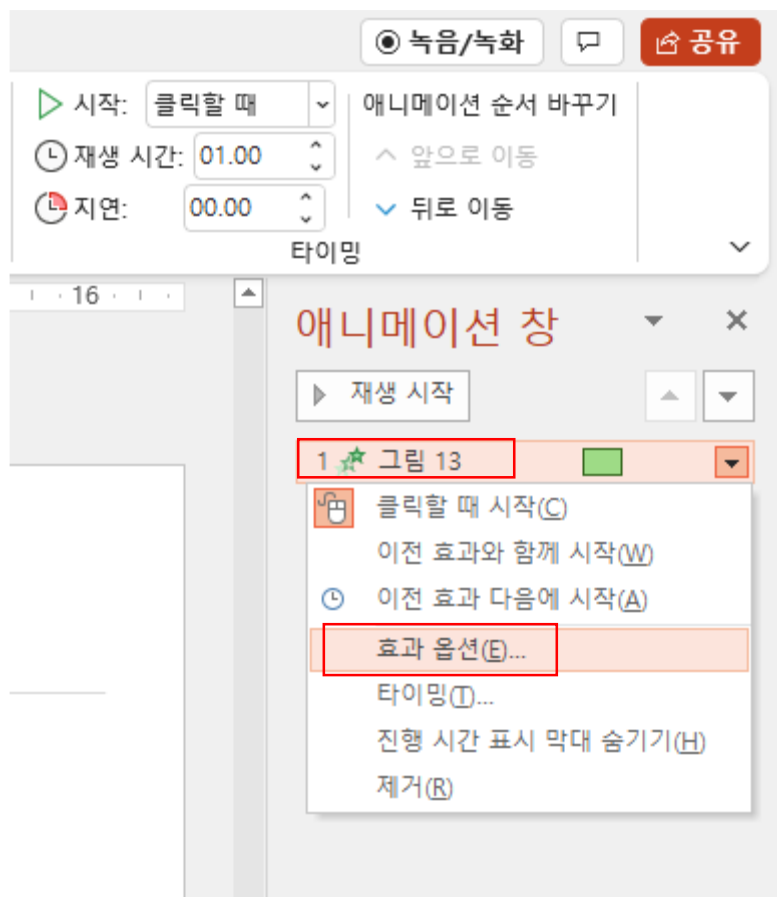 녹음/녹화
공유
시작: 클릭할 때
애니메이션 순서 바꾸기
재생 시간: 01.00
앞으로 이동
지연: 00.00
뒤로 이동
타이밍
16
애니메이션 창
재생 시작
1 그림 13
클릭할 때 시작(C)
이전 효과와 함께 시작(W)
이전 효과 다음에 시작(A)
효과 옵션(E)...
타이밍(T)...
진행 시간 표시 막대 숨기기(H)
제거(R)